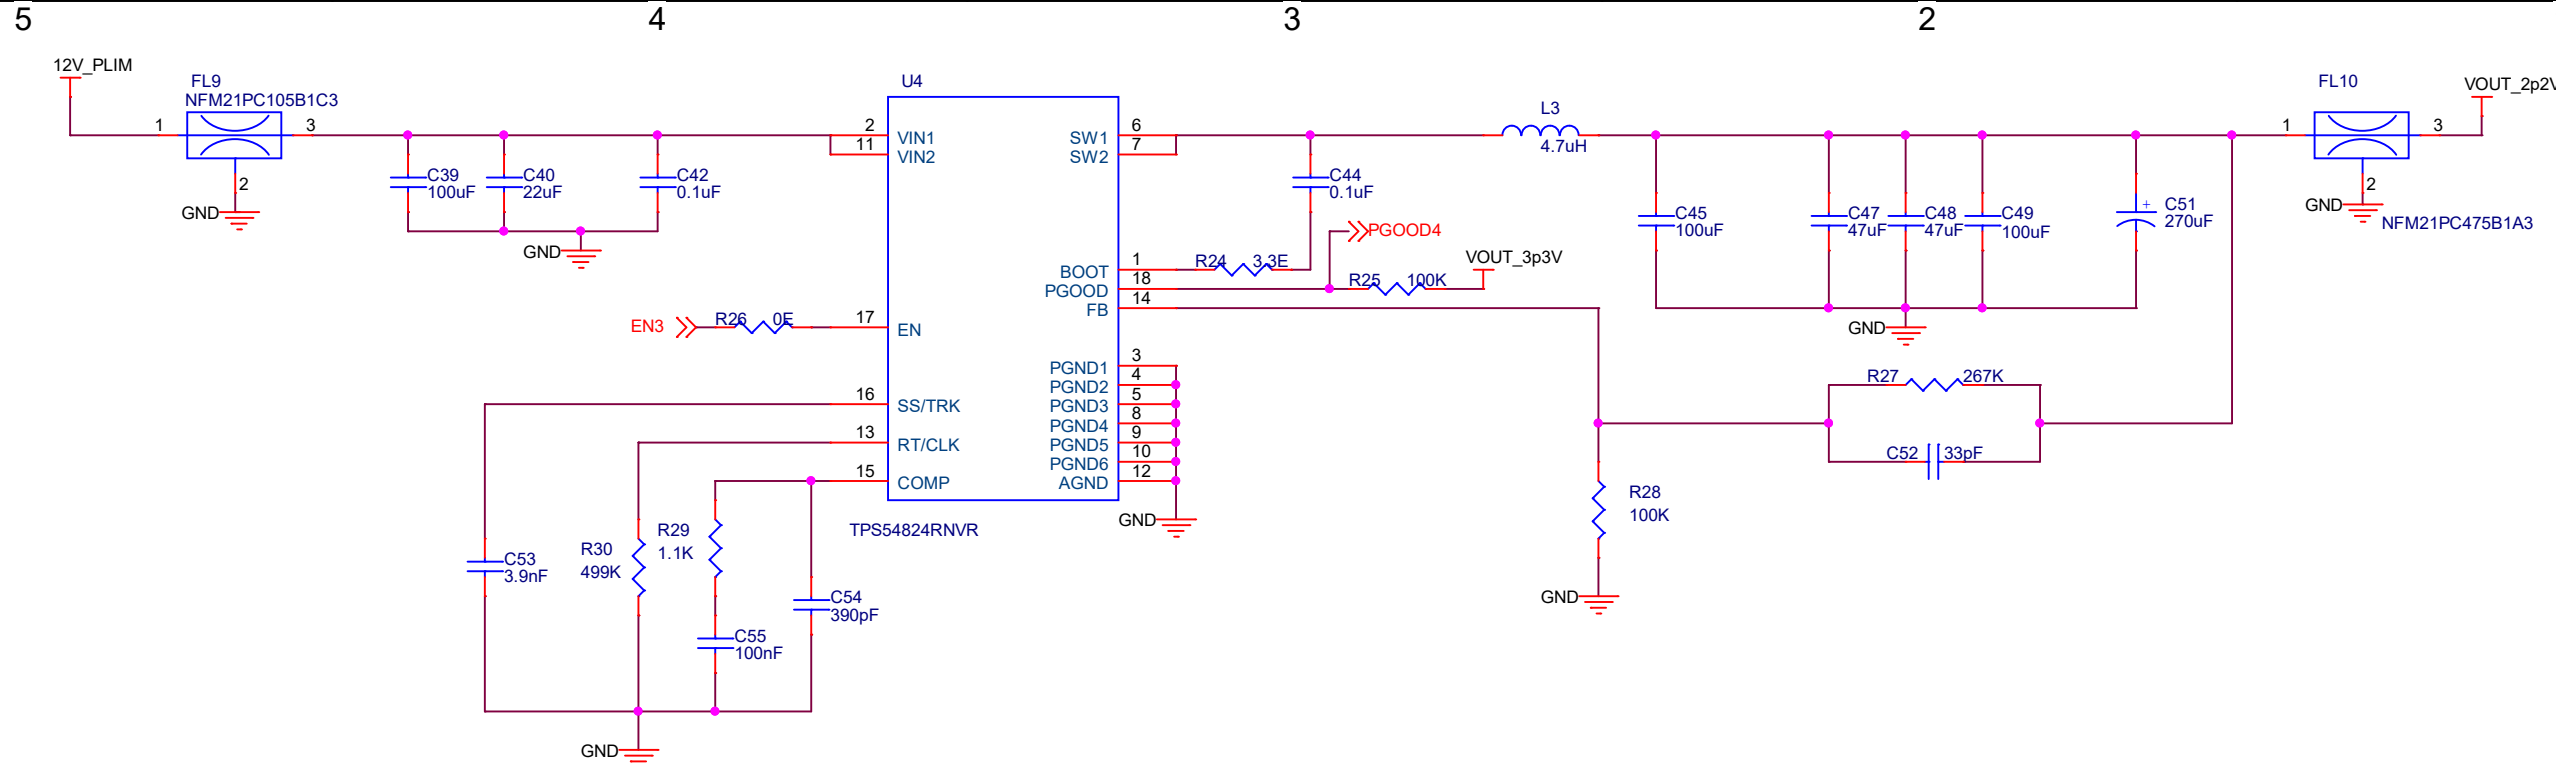 5
4
3
2
12V_PLIM
FL9
NFM21PC105B1C3
1
3
2
GND
C39
100uF
C40
22uF
C42
0.1uF
GND
U4
2
VIN1
11
VIN2
EN3
R26
0E
17
EN
16
SS/TRK
13
RT/CLK
15
COMP
SW1
6
SW2
7
BOOT
1
PGOOD
18
FB
14
PGND1
3
PGND2
4
PGND3
5
PGND4
8
PGND5
9
PGND6
10
AGND
12
TPS54824RNVR
GND
C53
3.9nF
R30
499K
R29
1.1K
C55
100nF
C54
390pF
GND
C44
0.1uF
PGOOD4
R24
3.3E
R25
100K
VOUT_3p3V
L3
4.7uH
C45
100uF
C47
47uF
C48
47uF
C49
100uF
+
C51
270uF
GND
R27
267K
C52
33pF
R28
100K
GND
FL10
1
3
2
GND
NFM21PC475B1A3
VOUT_2p2V